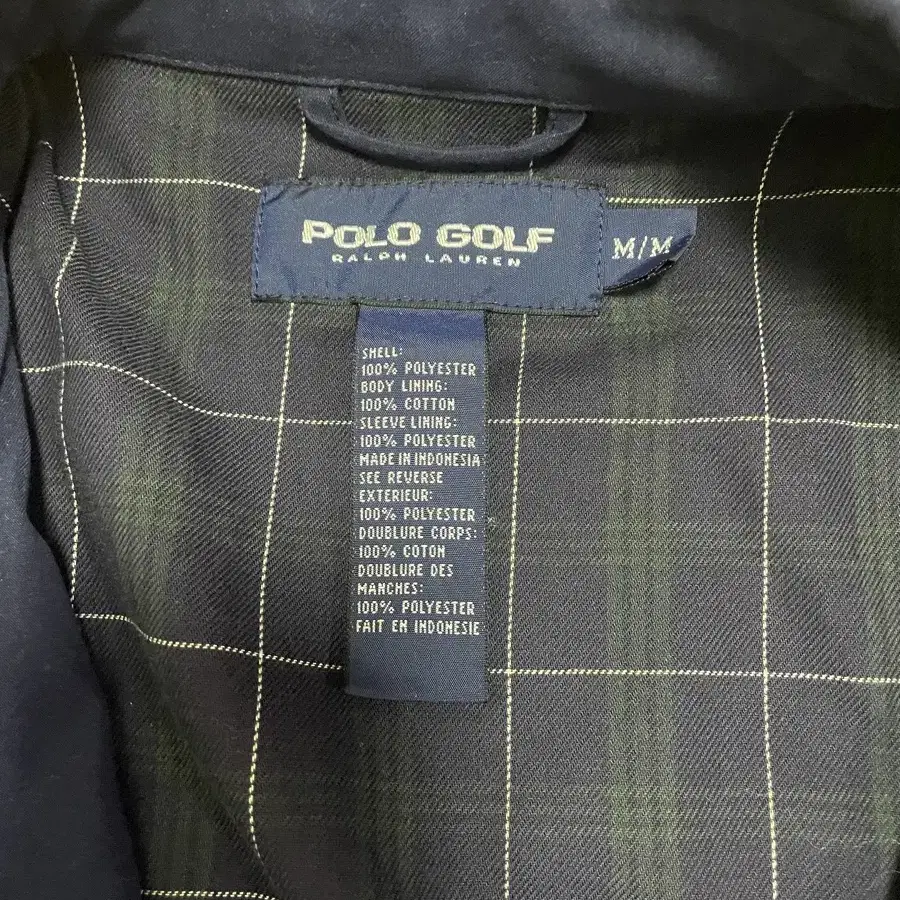 POLO GOLF
RALPH LAUREN
M/M
SHELL:
100% POLYESTER
BODY LINING:
100% COTTON
SLEEVE LINING:
100% POLYESTER
MADE IN INDONESIA
SEE REVERSE
EXTERIEUR:
100% POLYESTER
DOUBLURE CORPS:
100% COTON
DOUBLURE DES
MANCHES:
100% POLYESTER
FAIT EN INDONESIE